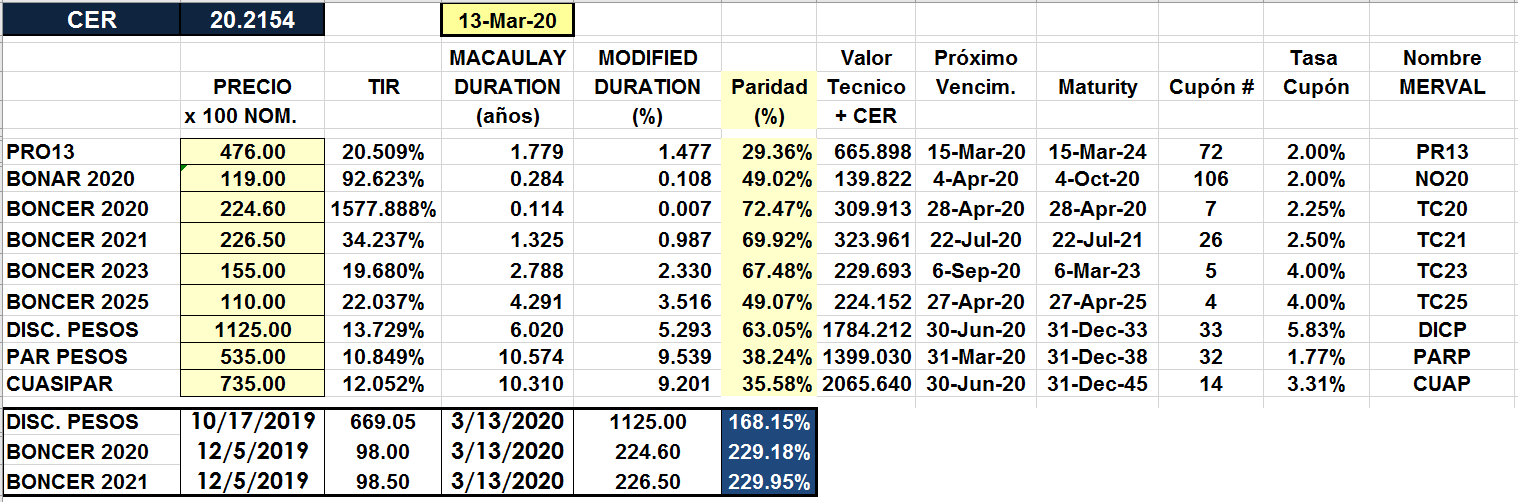 CER 20.2154 13-Mar-20
MACAULAY MODIFIED Valor Próximo Tasa Nombre
PRECIO TIR DURATION DURATION Paridad Tecnico Vencim. Maturity Cupón # Cupón MERVAL
x 100 NOM. (años) (%) (%) + CER
PRO13 476.00 20.509% 1.779 1.477 29.36% 665.898 15-Mar-20 15-Mar-24 72 2.00% PR13
BONAR 2020 119.00 92.623% 0.284 0.108 49.02% 139.822 4-Apr-20 4-Oct-20 106 2.00% NO20
BONCER 2020 224.60 1577.888% 0.114 0.007 72.47% 309.913 28-Apr-20 28-Apr-20 7 2.25% TC20
BONCER 2021 226.50 34.237% 1.325 0.987 69.92% 323.961 22-Jul-20 22-Jul-21 26 2.50% TC21
BONCER 2023 155.00 19.680% 2.788 2.330 67.48% 229.693 6-Sep-20 6-Mar-23 5 4.00% TC23
BONCER 2025 110.00 22.037% 4.291 3.516 49.07% 224.152 27-Apr-20 27-Apr-25 4 4.00% TC25
DISC. PESOS 1125.00 13.729% 6.020 5.293 63.05% 1784.212 30-Jun-20 31-Dec-33 33 5.83% DICP
PAR PESOS 535.00 10.849% 10.574 9.539 38.24% 1399.030 31-Mar-20 31-Dec-38 32 1.77% PARP
CUASIPAR 735.00 12.052% 10.310 9.201 35.58% 2065.640 30-Jun-20 31-Dec-45 14 3.31% CUAP
DISC. PESOS 10/17/2019 669.05 3/13/2020 1125.00 168.15%
BONCER 2020 12/5/2019 98.00 3/13/2020 224.60 229.18%
BONCER 2021 12/5/2019 98.50 3/13/2020 226.50 229.95%